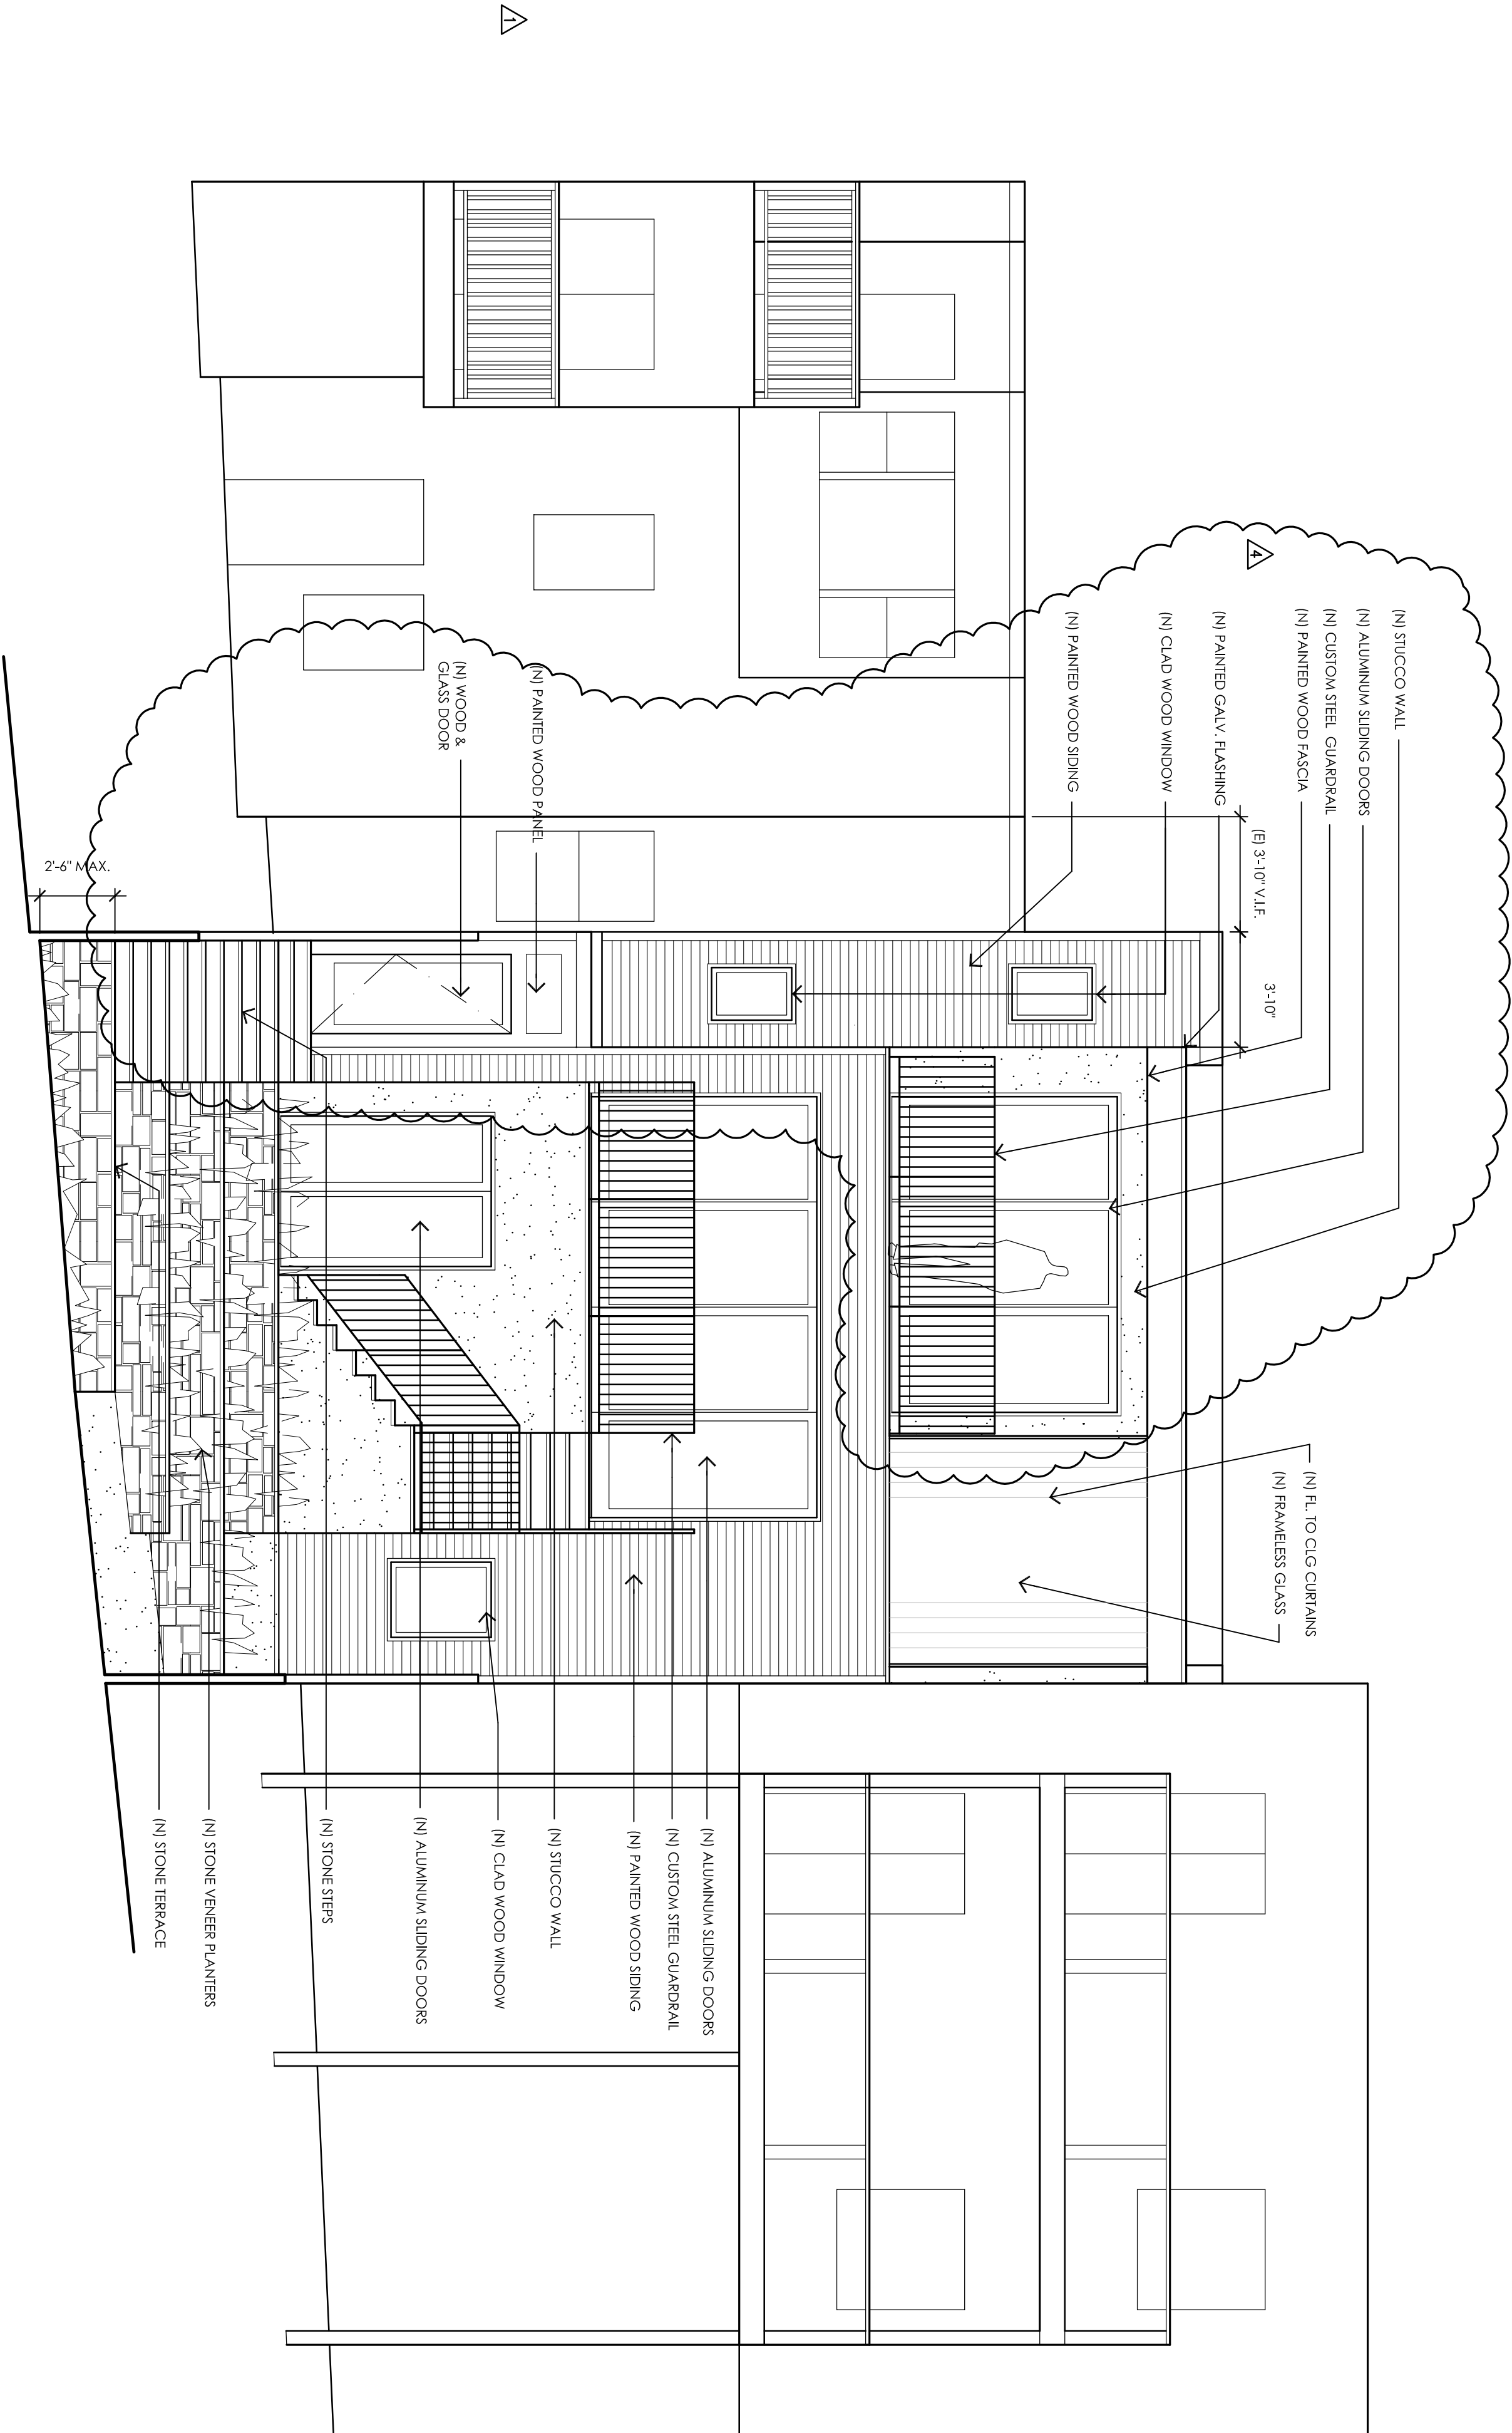 1
4
(N) STUCCO WALL
(N) ALUMINUM SLIDING DOORS
(N) CUSTOM STEEL GUARDRAIL
(N) PAINTED WOOD FASCIA
(N) PAINTED GALV. FLASHING
(N) CLAD WOOD WINDOW
(N) PAINTED WOOD SIDING
(N) PAINTED WOOD PANEL
(N) WOOD &
GLASS DOOR
(E) 3'-10" V.I.F.
3'-10"
2'-6" MAX.
(N) FL. TO CLG CURTAINS
(N) FRAMELESS GLASS
(N) ALUMINUM SLIDING DOORS
(N) CUSTOM STEEL GUARDRAIL
(N) PAINTED WOOD SIDING
(N) STUCCO WALL
(N) CLAD WOOD WINDOW
(N) ALUMINUM SLIDING DOORS
(N) STONE STEPS
(N) STONE VENEER PLANTERS
(N) STONE TERRACE